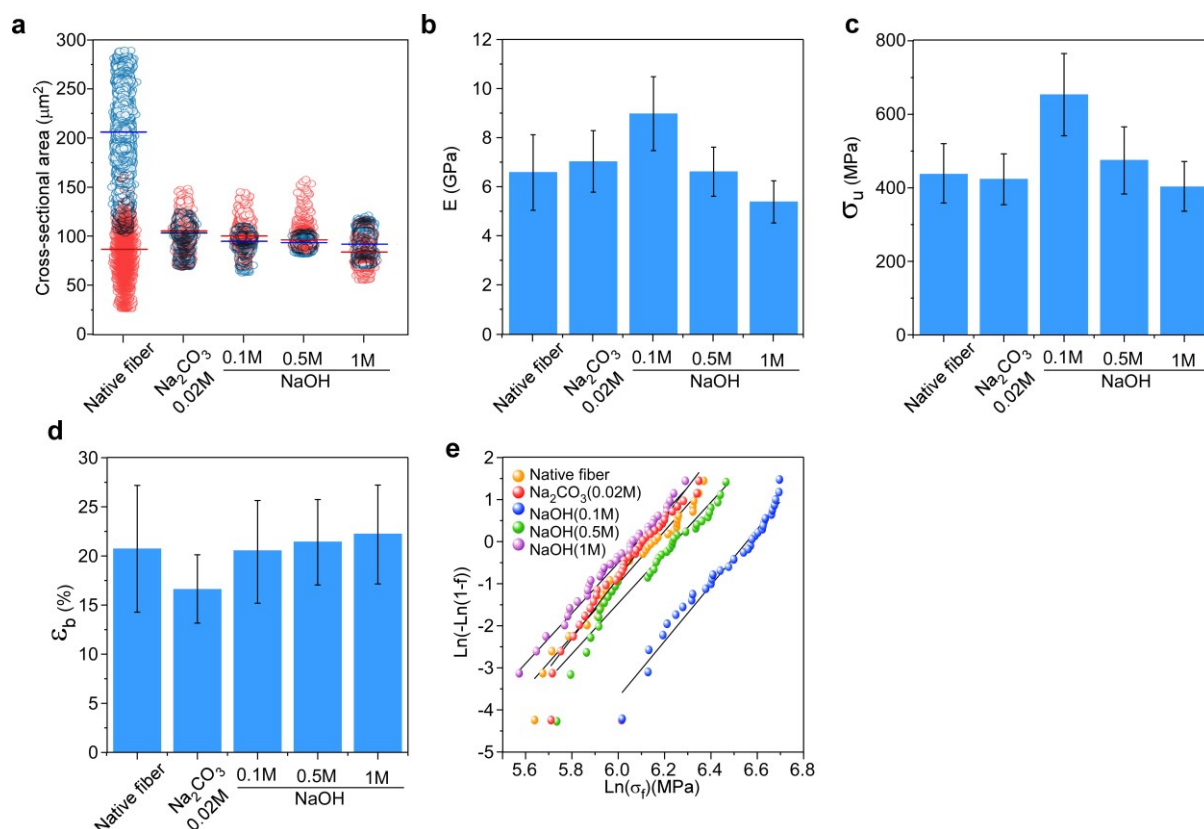 a
Cross-sectional area (μm²)
300
250
200
150
100
50
0
Native fiber
Na₂CO₃
0.02M
0.1M
0.5M
1M
NaOH
b
E (GPa)
12
10
8
6
4
2
0
Native fiber
Na₂CO₃
0.02M
0.1M
0.5M
1M
NaOH
c
σᵤ (MPa)
800
600
400
200
0
Native fiber
Na₂CO₃
0.02M
0.1M
0.5M
1M
NaOH
d
ε_b (%)
30
25
20
15
10
5
0
Native fiber
Na₂CO₃
0.02M
0.1M
0.5M
1M
NaOH
e
Ln(-Ln(1-f))
2
1
0
-1
-2
-3
-4
-5
Native fiber
Na₂CO₃(0.02M)
NaOH(0.1M)
NaOH(0.5M)
NaOH(1M)
5.6 5.8 6.0 6.2 6.4 6.6 6.8
Ln(σ_f)(MPa)